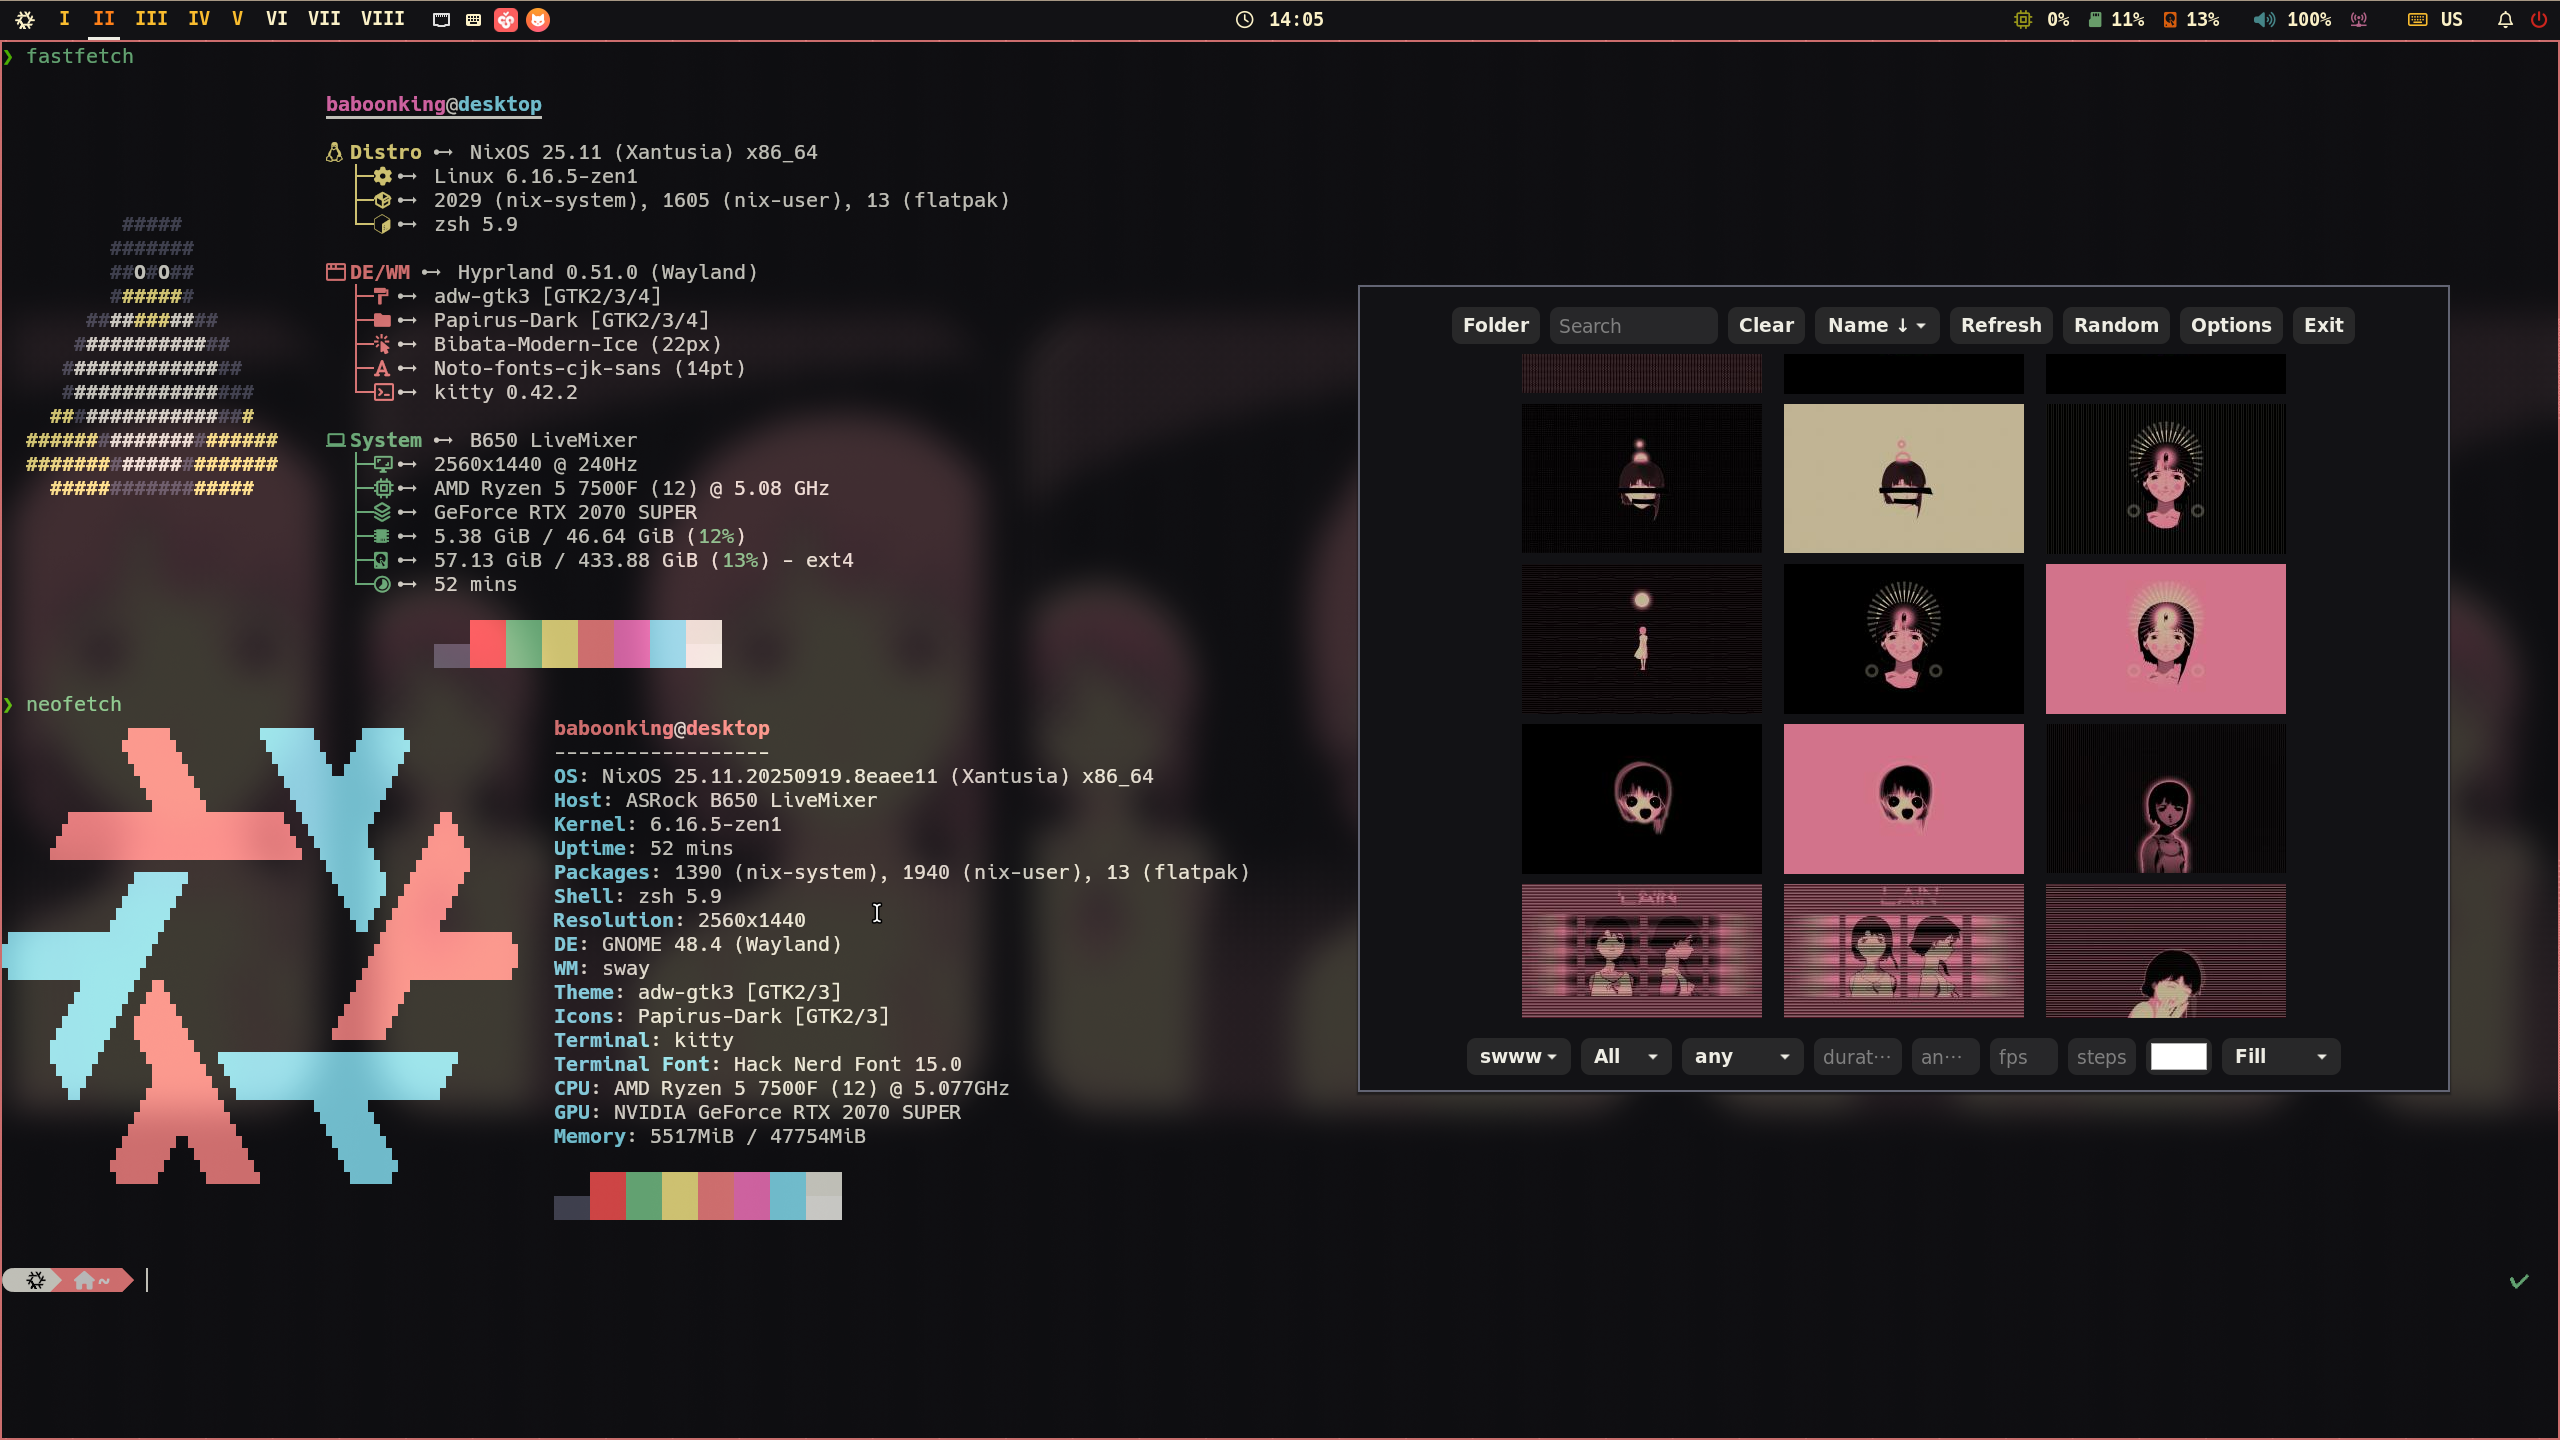 I II III IV V VI VII VIII 14:05 0% 11% 13% 100% US
❯ fastfetch
baboonking@desktop
Distro NixOS 25.11 (Xantusia) x86_64
Linux 6.16.5-zen1
2029 (nix-system), 1605 (nix-user), 13 (flatpak)
zsh 5.9
DE/WM Hyprland 0.51.0 (Wayland)
adw-gtk3 [GTK2/3/4]
Papirus-Dark [GTK2/3/4]
Bibata-Modern-Ice (22px)
Noto-fonts-cjk-sans (14pt)
kitty 0.42.2
System B650 LiveMixer
2560x1440 @ 240Hz
AMD Ryzen 5 7500F (12) @ 5.08 GHz
GeForce RTX 2070 SUPER
5.38 GiB / 46.64 GiB (12%)
57.13 GiB / 433.88 GiB (13%) - ext4
52 mins
❯ neofetch
baboonking@desktop
------------------
OS: NixOS 25.11.20250919.8eaee11 (Xantusia) x86_64
Host: ASRock B650 LiveMixer
Kernel: 6.16.5-zen1
Uptime: 52 mins
Packages: 1390 (nix-system), 1940 (nix-user), 13 (flatpak)
Shell: zsh 5.9
Resolution: 2560x1440
DE: GNOME 48.4 (Wayland)
WM: sway
Theme: adw-gtk3 [GTK2/3]
Icons: Papirus-Dark [GTK2/3]
Terminal: kitty
Terminal Font: Hack Nerd Font 15.0
CPU: AMD Ryzen 5 7500F (12) @ 5.077GHz
GPU: NVIDIA GeForce RTX 2070 SUPER
Memory: 5517MiB / 47754MiB
~
Folder Search Clear Name ↓ Refresh Random Options Exit
LAIN LAIN
swww All any durat··· an··· fps steps Fill